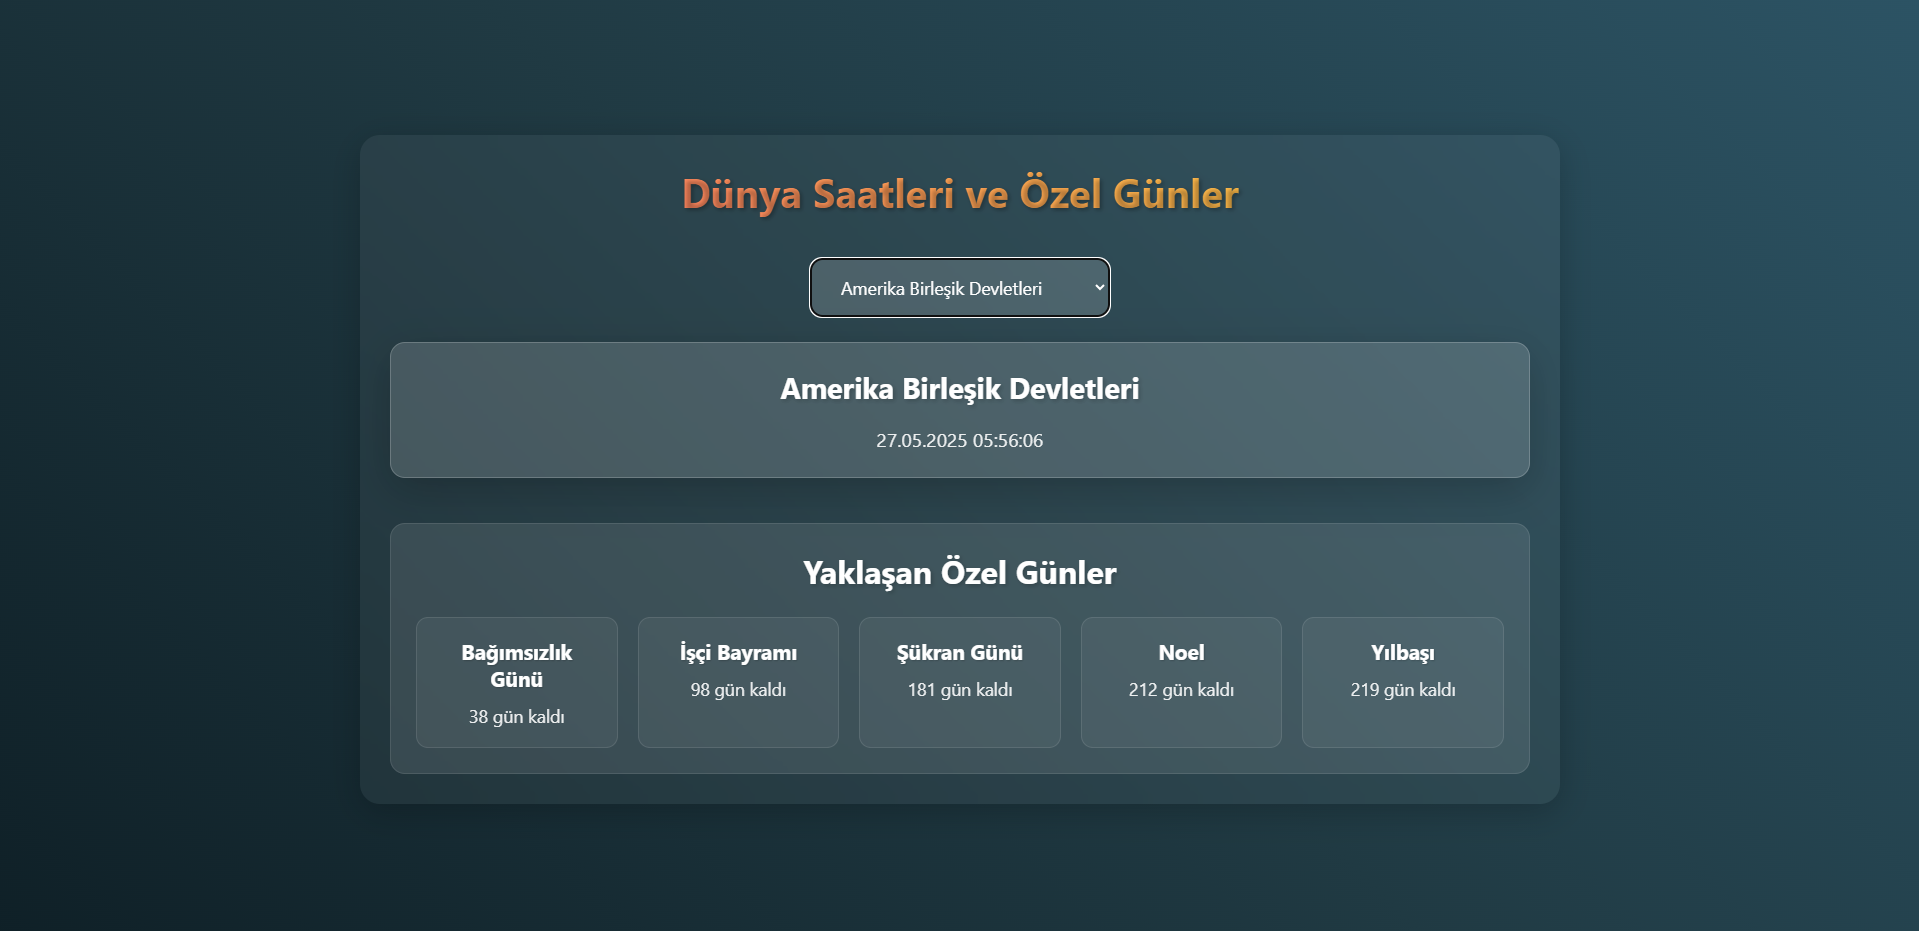 Dünya Saatleri ve Özel Günler
Amerika Birleşik Devletleri
Amerika Birleşik Devletleri
27.05.2025 05:56:06
Yaklaşan Özel Günler
Bağımsızlık
Günü
38 gün kaldı
İşçi Bayramı
98 gün kaldı
Şükran Günü
181 gün kaldı
Noel
212 gün kaldı
Yılbaşı
219 gün kaldı